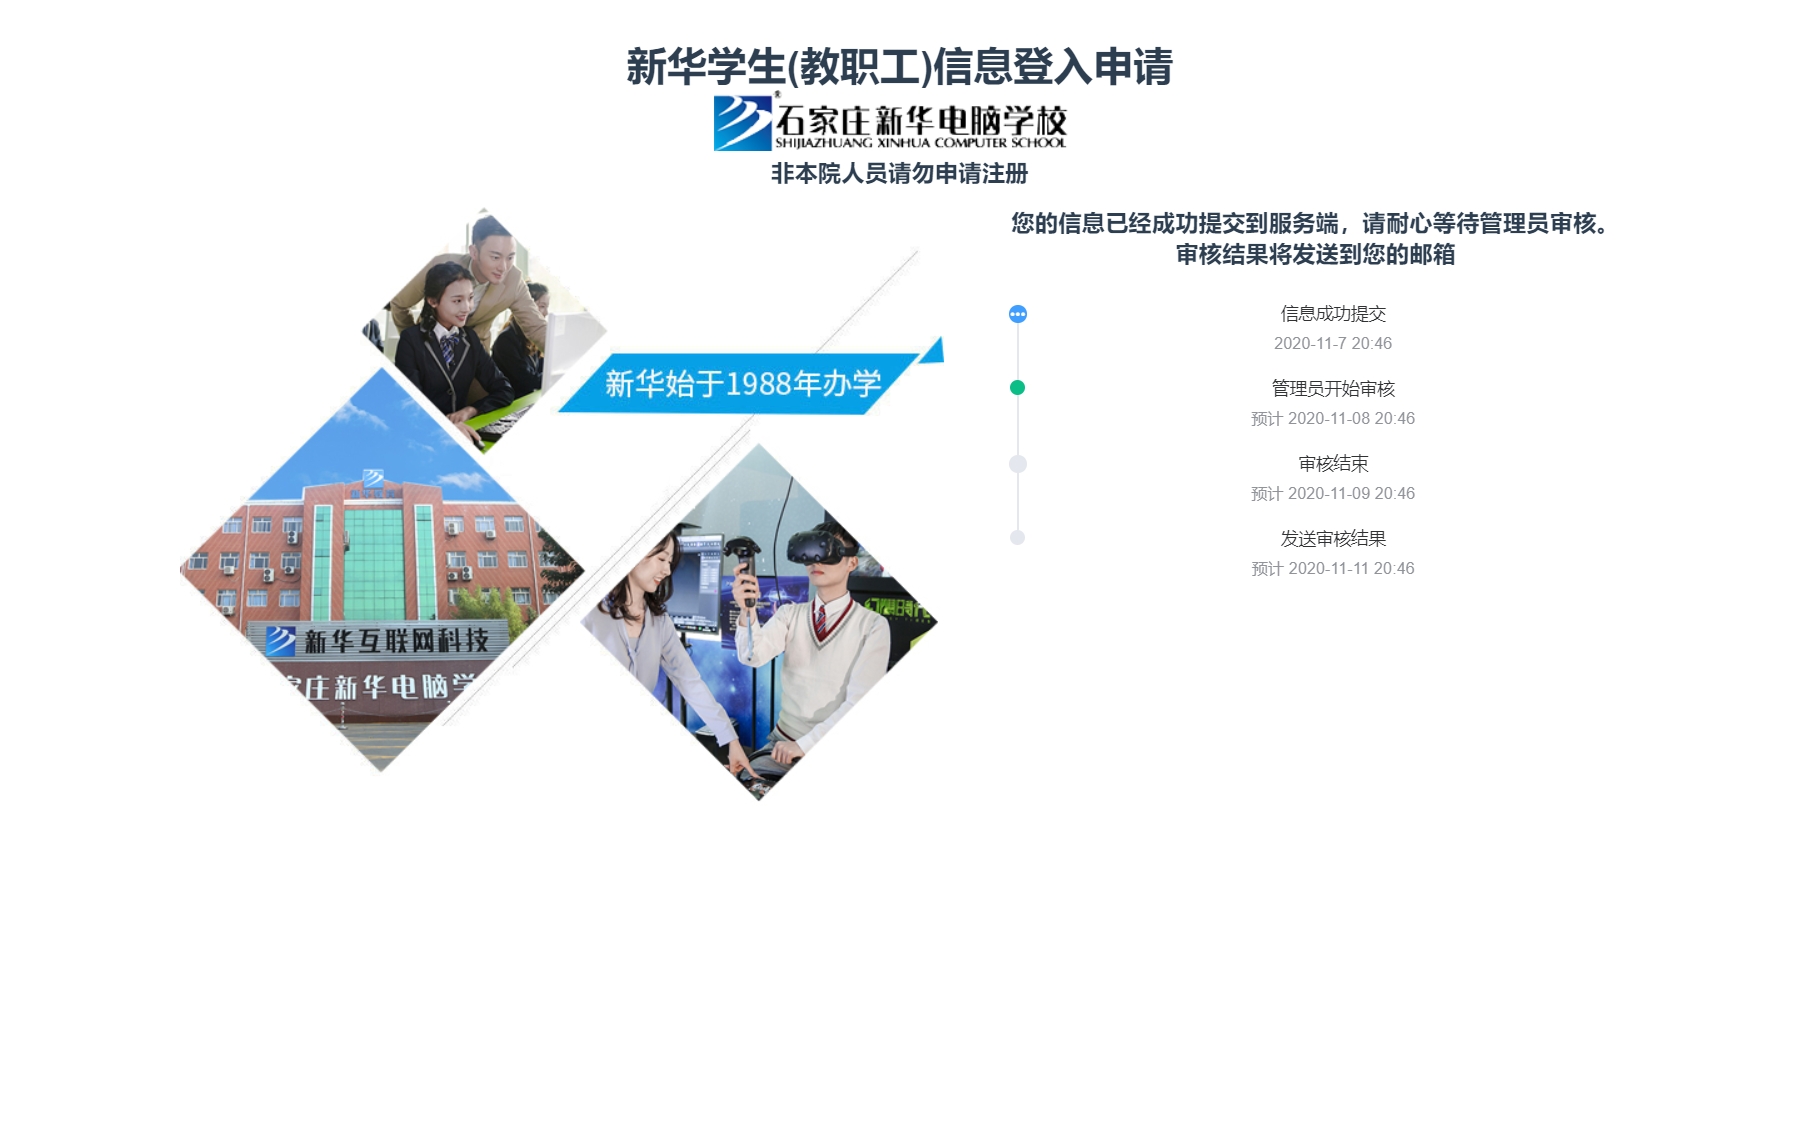 新华学生(教职工)信息登入申请
石家庄新华电脑学校
SHIJIAZHUANG XINHUA COMPUTER SCHOOL
非本院人员请勿申请注册
您的信息已经成功提交到服务端，请耐心等待管理员审核。
审核结果将发送到您的邮箱
信息成功提交
2020-11-7 20:46
管理员开始审核
预计 2020-11-08 20:46
审核结束
预计 2020-11-09 20:46
发送审核结果
预计 2020-11-11 20:46
新华始于1988年办学
新华互联网科技
家庄新华电脑学